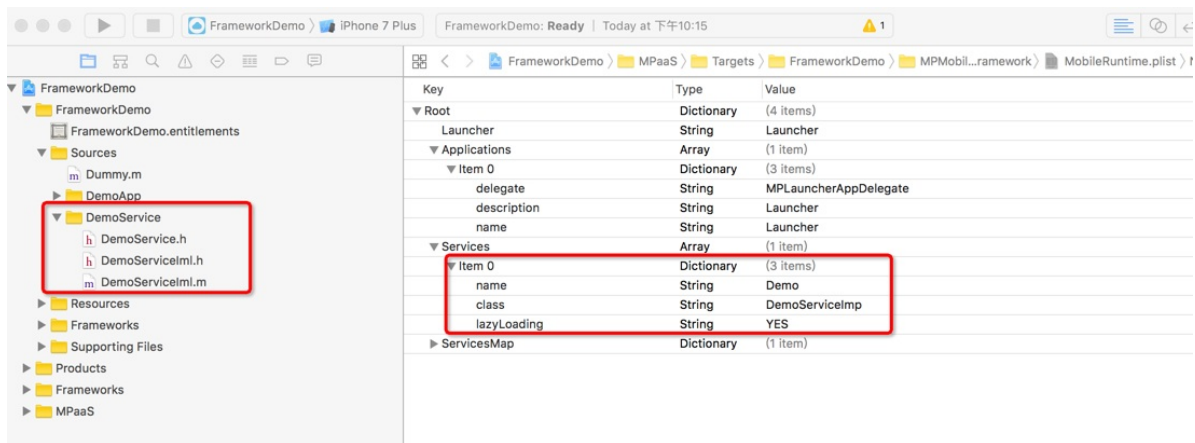 FrameworkDemo 〉 iPhone 7 Plus
FrameworkDemo: Ready | Today at 下午10:15
1
FrameworkDemo 〉 MPaaS 〉 Targets 〉 FrameworkDemo 〉 MPMobil...ramework 〉 MobileRuntime.plist 〉
FrameworkDemo
FrameworkDemo
FrameworkDemo.entitlements
Sources
Dummy.m
DemoApp
DemoService
h DemoService.h
h DemoServiceIml.h
m DemoServiceIml.m
Resources
Frameworks
Supporting Files
Products
Frameworks
MPaaS
Key Type Value
Root Dictionary (4 items)
Launcher String Launcher
Applications Array (1 item)
Item 0 Dictionary (3 items)
delegate String MPLauncherAppDelegate
description String Launcher
name String Launcher
Services Array (1 item)
Item 0 Dictionary (3 items)
name String Demo
class String DemoServiceImp
lazyLoading String YES
ServicesMap Dictionary (1 item)